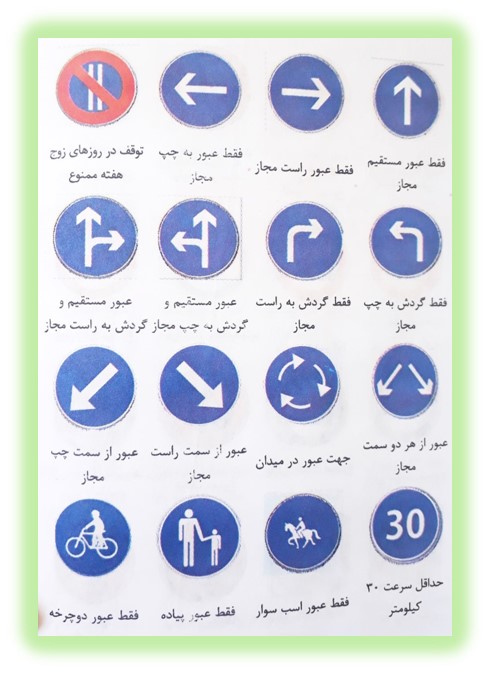 فقط عبور مستقیم
مجاز
فقط عبور راست مجاز
فقط عبور به چپ
مجاز
توقف در روزهای زوج
هفته ممنوع
فقط گردش به چپ
مجاز
فقط گردش به راست
مجاز
عبور مستقیم و
گردش به چپ مجاز
عبور مستقیم و
گردش به راست مجاز
عبور از هر دو سمت
مجاز
جهت عبور در میدان
عبور از سمت راست
مجاز
عبور از سمت چپ
مجاز
30
حداقل سرعت ۳۰
کیلومتر
فقط عبور اسب سوار
فقط عبور پیاده
فقط عبور دوچرخه